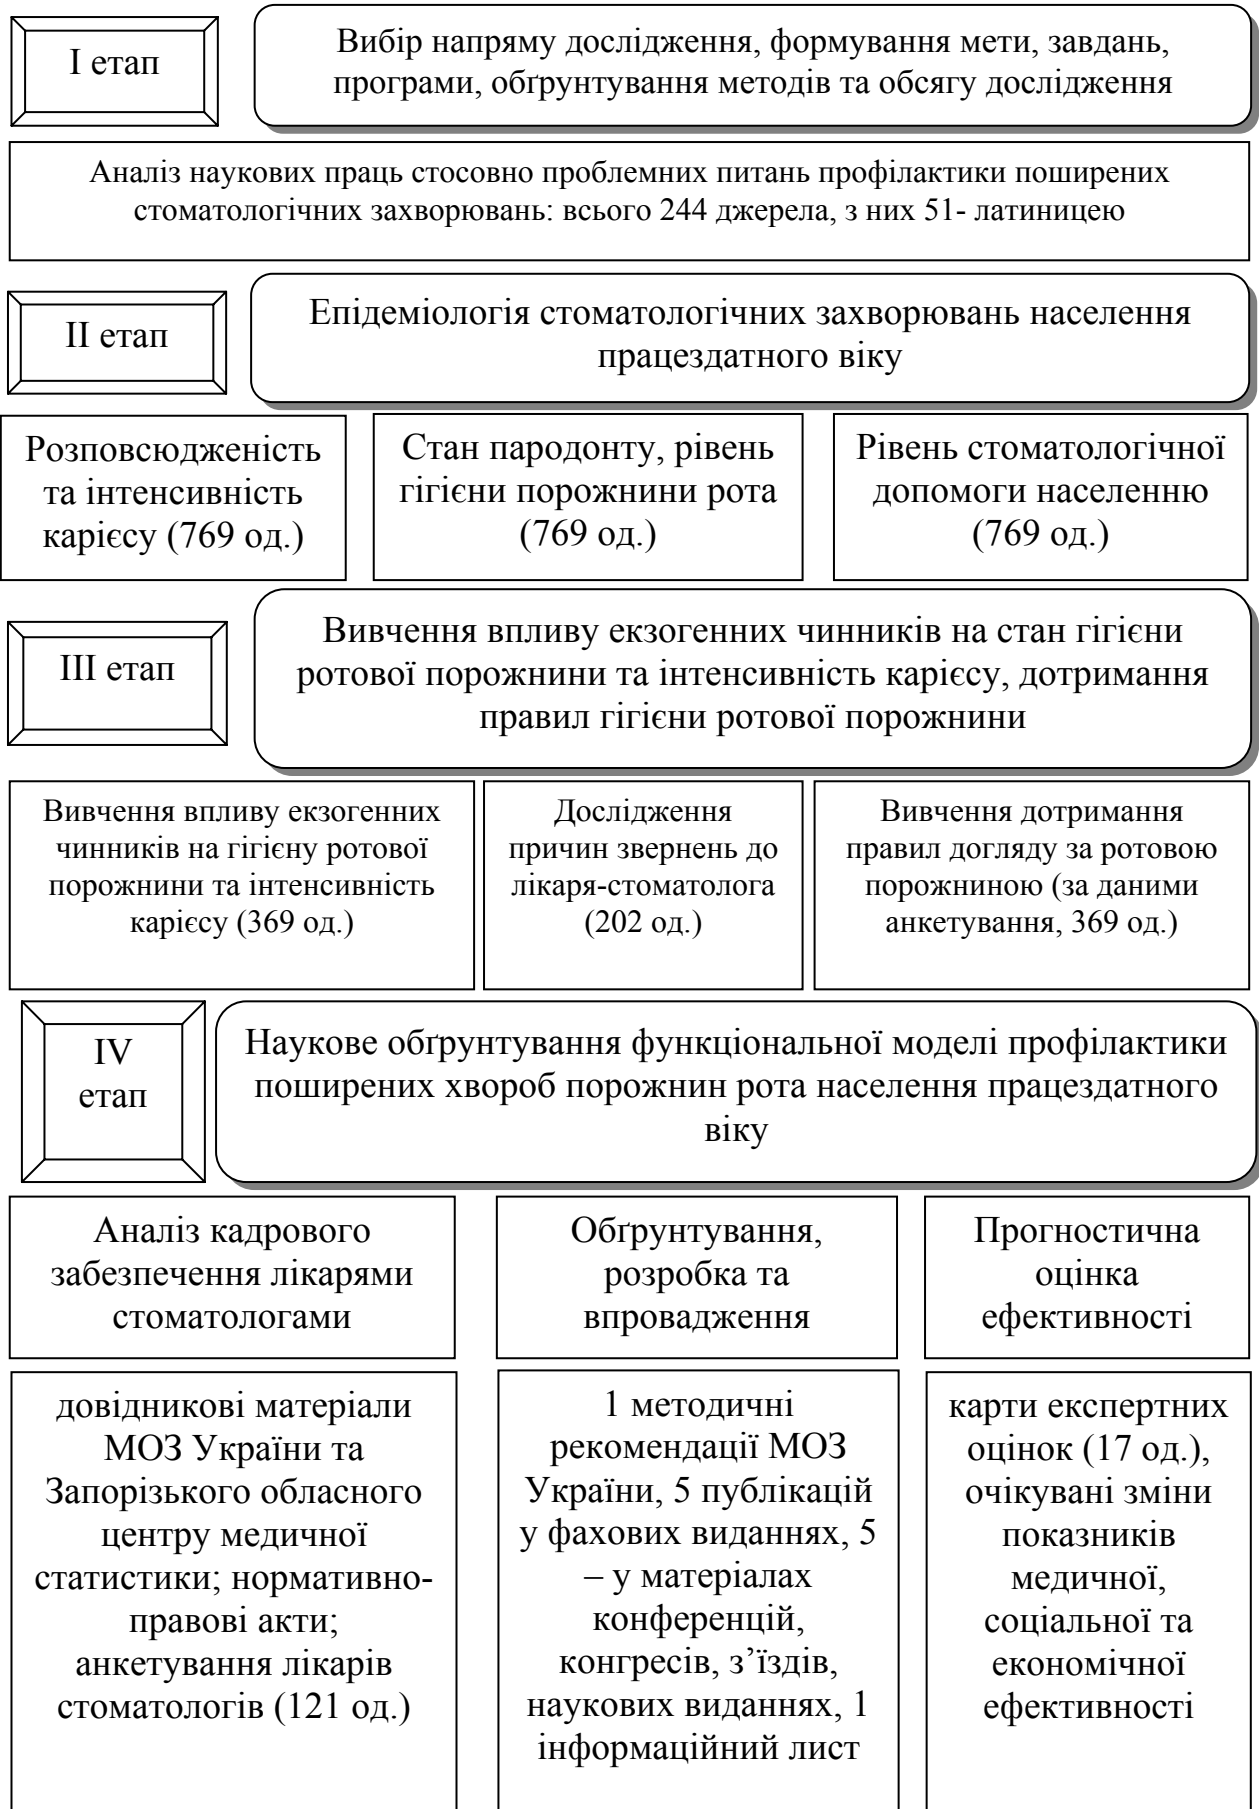 І етап
Вибір напряму дослідження, формування мети, завдань,
програми, обґрунтування методів та обсягу дослідження
Аналіз наукових праць стосовно проблемних питань профілактики поширених
стоматологічних захворювань: всього 244 джерела, з них 51- латиницею
ІІ етап
Епідеміологія стоматологічних захворювань населення
працездатного віку
Розповсюдженість
та інтенсивність
карієсу (769 од.)
Стан пародонту, рівень
гігієни порожнини рота
(769 од.)
Рівень стоматологічної
допомоги населенню
(769 од.)
ІІІ етап
Вивчення впливу екзогенних чинників на стан гігієни
ротової порожнини та інтенсивність карієсу, дотримання
правил гігієни ротової порожнини
Вивчення впливу екзогенних
чинників на гігієну ротової
порожнини та інтенсивність
карієсу (369 од.)
Дослідження
причин звернень до
лікаря-стоматолога
(202 од.)
Вивчення дотримання
правил догляду за ротовою
порожниною (за даними
анкетування, 369 од.)
IV
етап
Наукове обґрунтування функціональної моделі профілактики
поширених хвороб порожнин рота населення працездатного
віку
Аналіз кадрового
забезпечення лікарями
стоматологами
Обґрунтування,
розробка та
впровадження
Прогностична
оцінка
ефективності
довідникові матеріали
МОЗ України та
Запорізького обласного
центру медичної
статистики; нормативно-
правові акти;
анкетування лікарів
стоматологів (121 од.)
1 методичні
рекомендації МОЗ
України, 5 публікацій
у фахових виданнях, 5
– у матеріалах
конференцій,
конгресів, з’їздів,
наукових виданнях, 1
інформаційний лист
карти експертних
оцінок (17 од.),
очікувані зміни
показників
медичної,
соціальної та
економічної
ефективності